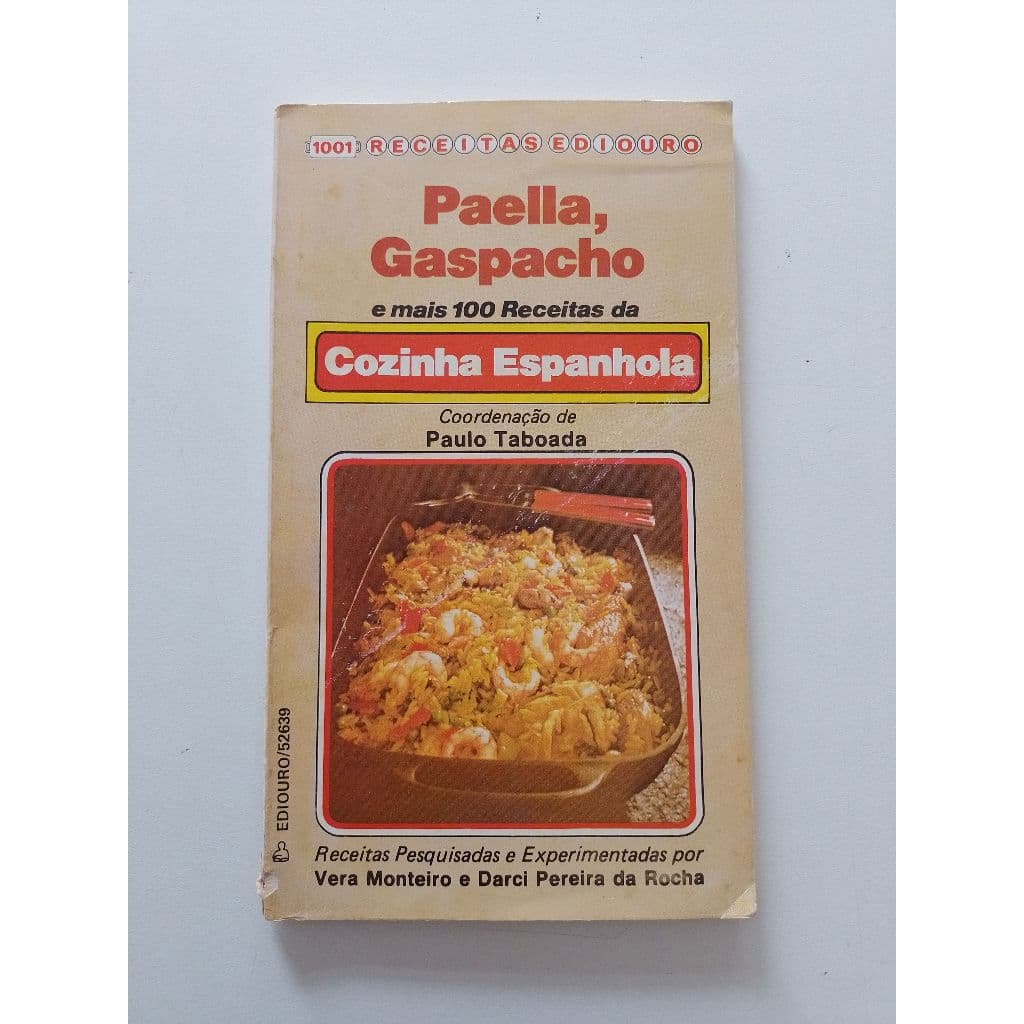 1001 RECEITAS EDIOURO
Paella,
Gaspacho
e mais 100 Receitas da
Cozinha Espanhola
Coordenação de
Paulo Taboada
EDIOURO/52639
Receitas Pesquisadas e Experimentadas por
Vera Monteiro e Darci Pereira da Rocha